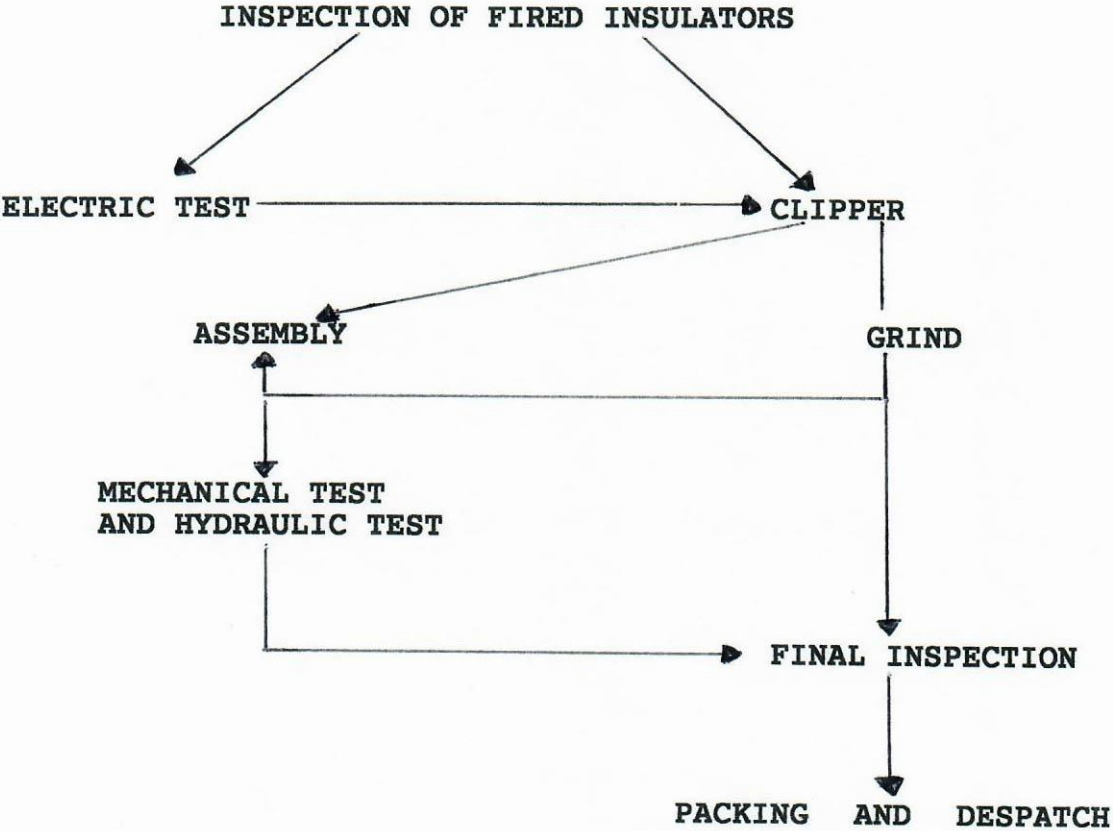 INSPECTION OF FIRED INSULATORS
ELECTRIC TEST
CLIPPER
ASSEMBLY
GRIND
MECHANICAL TEST
AND HYDRAULIC TEST
FINAL INSPECTION
PACKING AND DESPATCH